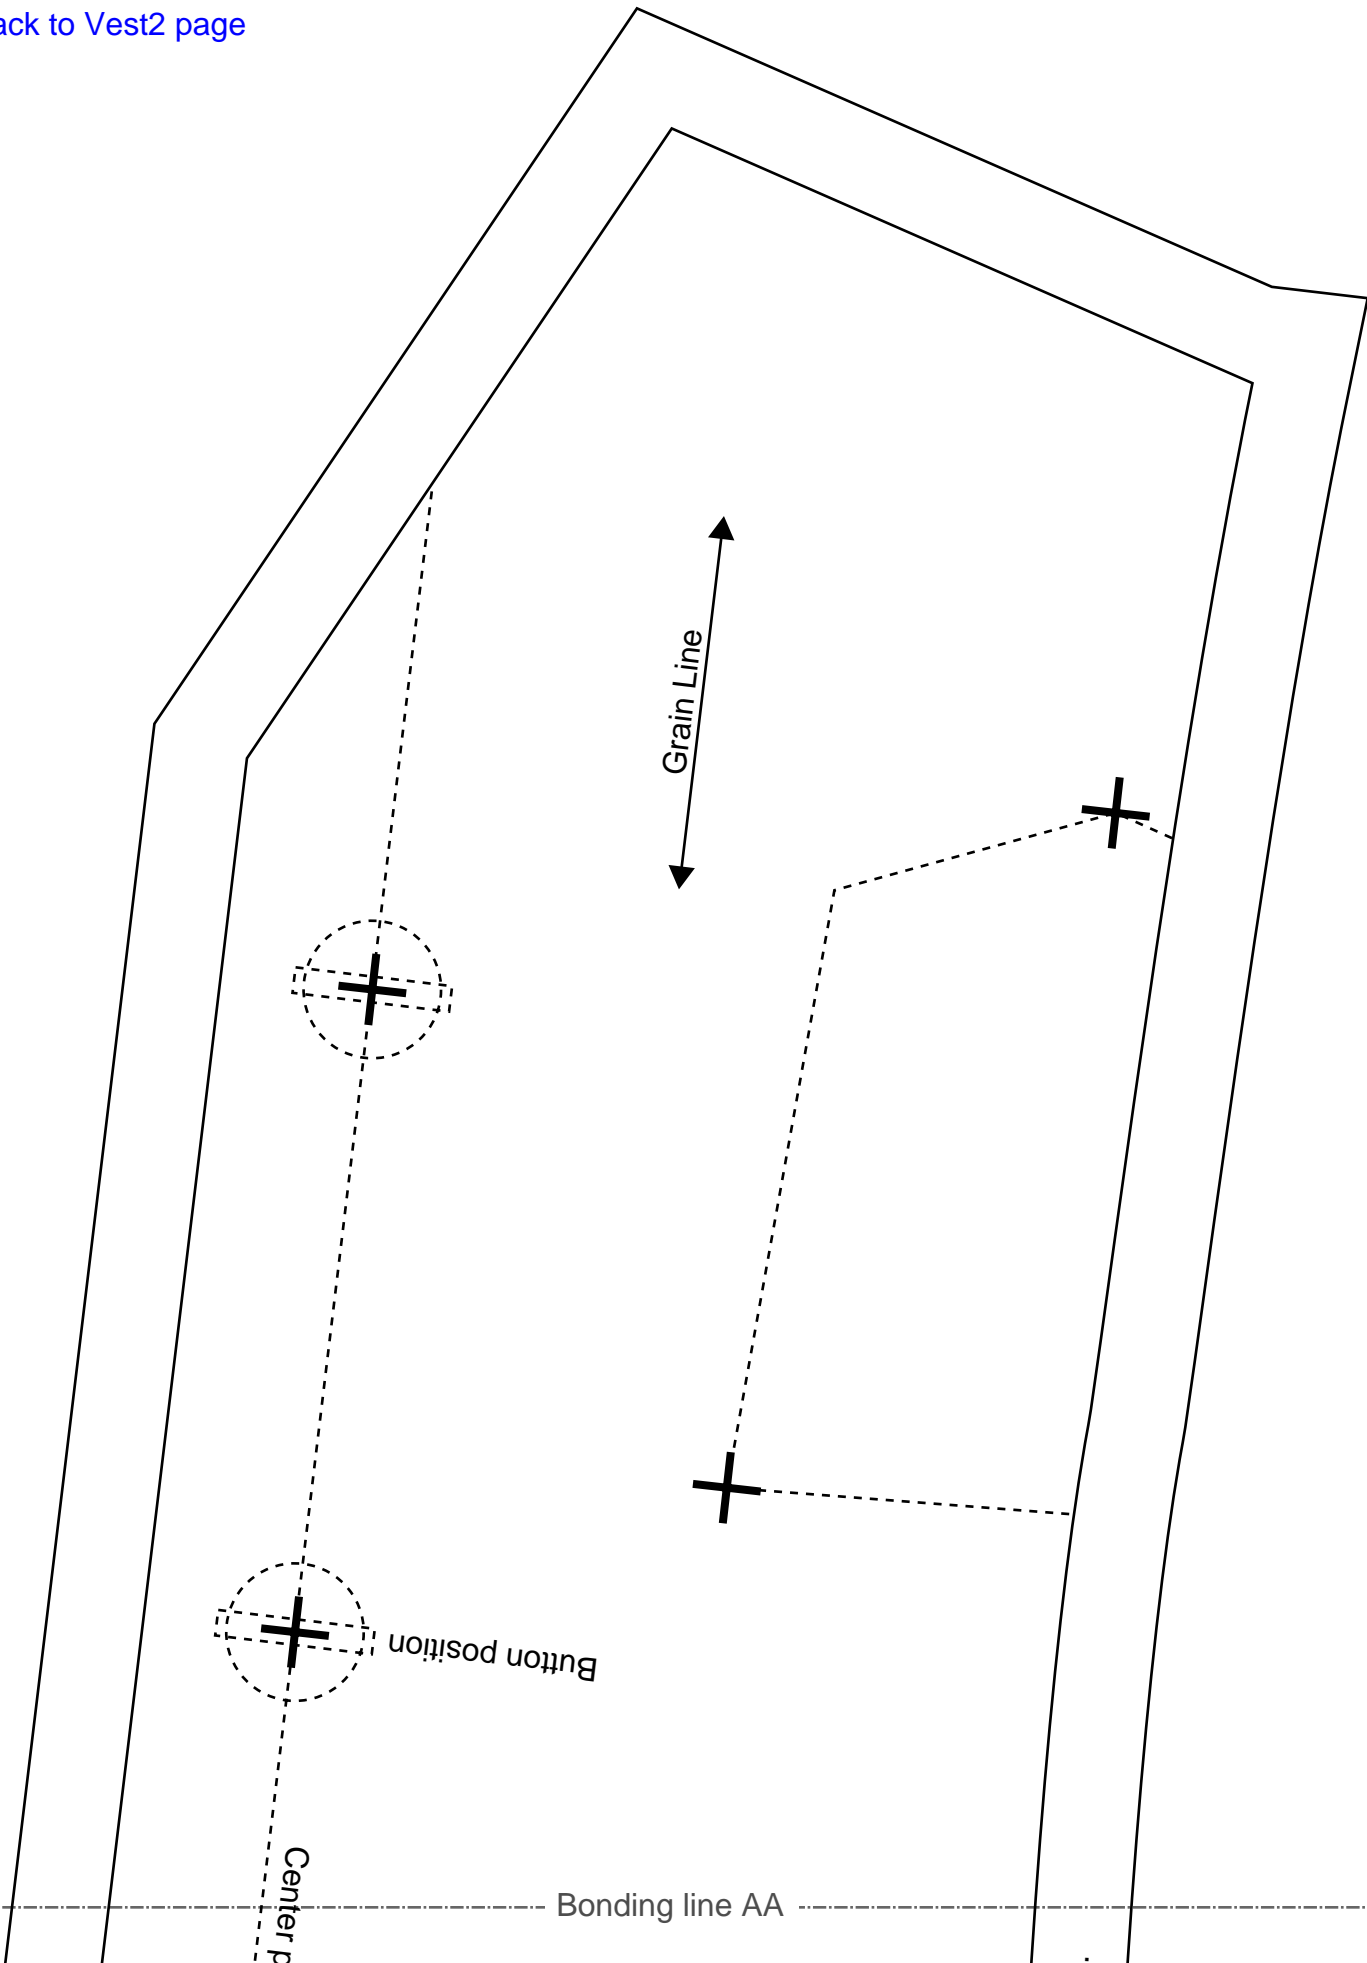 ack to Vest2 page
Grain Line
Button position
Center p
Bonding line AA